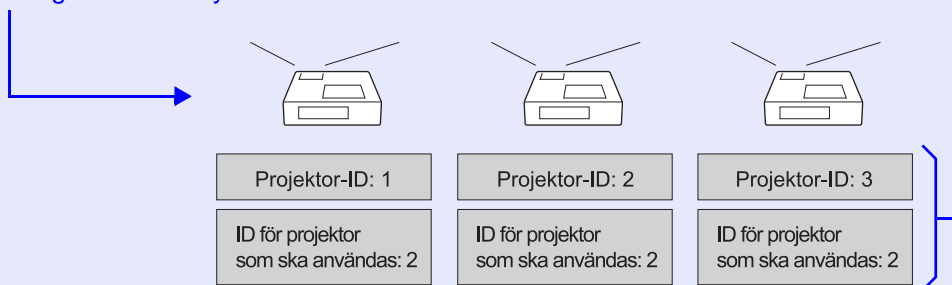 Projektor-ID: 1
Projektor-ID: 2
Projektor-ID: 3
ID för projektor
som ska användas: 2
ID för projektor
som ska användas: 2
ID för projektor
som ska användas: 2